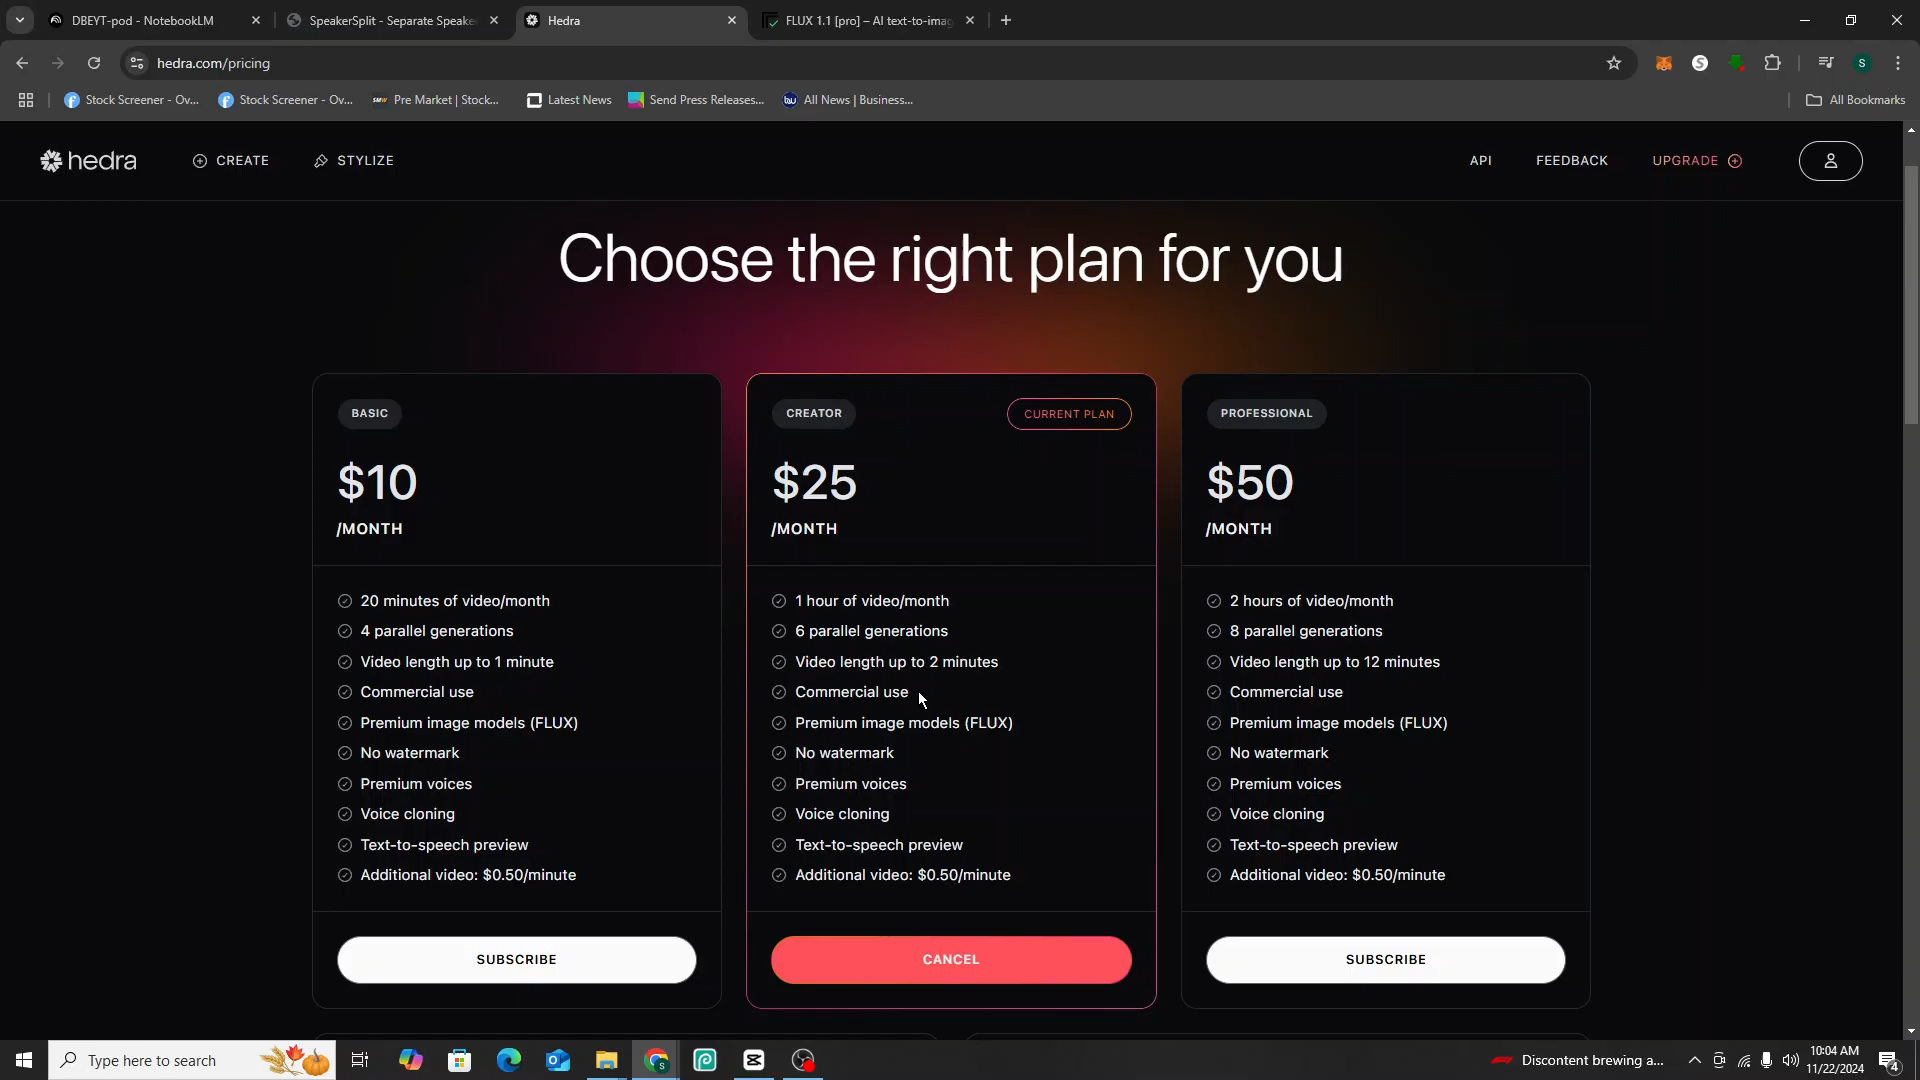 DBEYT-pod - NotebookLM
SpeakerSplit - Separate Speake
Hedra
FLUX 1.1 [pro] – AI text-to-imag
hedra.com/pricing
S
Stock Screener - Ov...
Stock Screener - Ov...
SMW Pre Market | Stock...
Latest News
Send Press Releases...
bw All News | Business...
All Bookmarks
hedra
CREATE
STYLIZE
API
FEEDBACK
UPGRADE
Choose the right plan for you
BASIC
$10
/MONTH
20 minutes of video/month
4 parallel generations
Video length up to 1 minute
Commercial use
Premium image models (FLUX)
No watermark
Premium voices
Voice cloning
Text-to-speech preview
Additional video: $0.50/minute
SUBSCRIBE
CREATOR
CURRENT PLAN
$25
/MONTH
1 hour of video/month
6 parallel generations
Video length up to 2 minutes
Commercial use
Premium image models (FLUX)
No watermark
Premium voices
Voice cloning
Text-to-speech preview
Additional video: $0.50/minute
CANCEL
PROFESSIONAL
$50
/MONTH
2 hours of video/month
8 parallel generations
Video length up to 12 minutes
Commercial use
Premium image models (FLUX)
No watermark
Premium voices
Voice cloning
Text-to-speech preview
Additional video: $0.50/minute
SUBSCRIBE
Type here to search
Discontent brewing a...
10:04 AM
11/22/2024
4